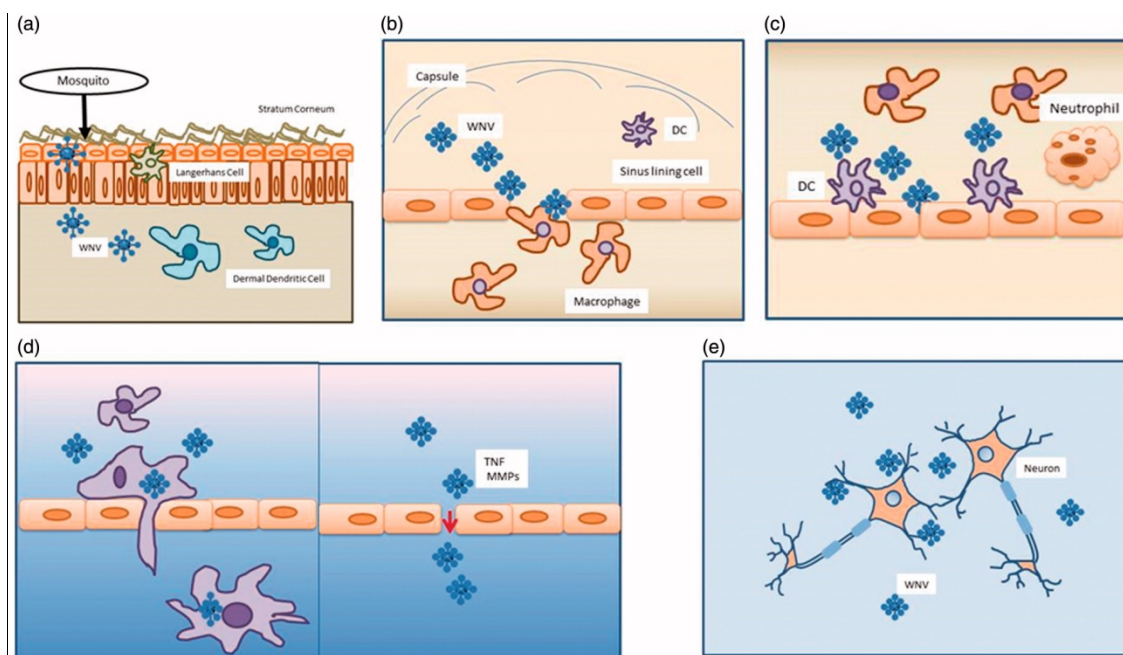 (a)
Mosquito
Stratum Corneum
Langerhans Cell
WNV
Dermal Dendritic Cell
(b)
Capsule
WNV
DC
Sinus lining cell
Macrophage
(c)
Neutrophil
DC
(d)
TNF
MMPs
(e)
Neuron
WNV